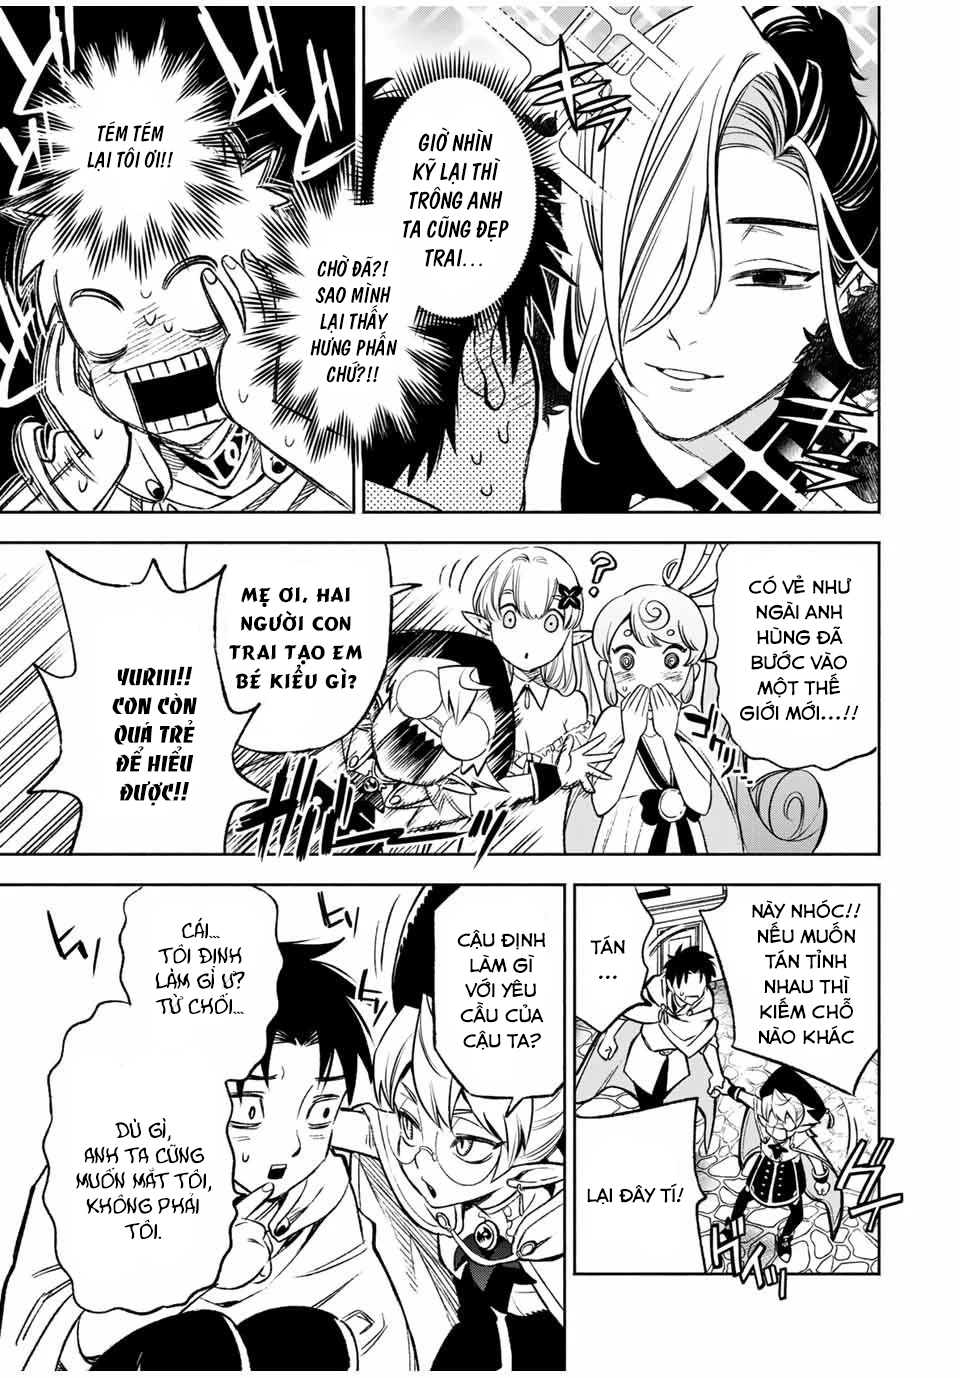 GIỜ NHÌN
KỸ LẠI THÌ
TRÔNG ANH
TA CŨNG ĐẸP
TRAI...
CHỜ ĐÃ?!
SAO MÌNH
LẠI THẤY
HƯNG PHẤN
CHỨ?!!
TÉM TÉM
LẠI TÔI ƠI!!
CÓ VẺ NHƯ
NGÀI ANH
HÙNG ĐÃ
BƯỚC VÀO
MỘT THẾ
GIỚI MỚI...!!
?
MẸ ƠI, HAI
NGƯỜI CON
TRAI TẠO EM
BÉ KIỂU GÌ?
YURIII!!
CON CÒN
QUÁ TRẺ
ĐỂ HIỂU
ĐƯỢC!!
NÀY NHÓC!!
NẾU MUỐN
TÁN TỈNH
NHAU THÌ
KIẾM CHỖ
NÀO KHÁC
TÁN
...
LẠI ĐÂY TÍ!
CẬU ĐỊNH
LÀM GÌ
VỚI YÊU
CẦU CỦA
CẬU TA?
CÁI...
TÔI ĐỊNH
LÀM GÌ Ư?
TỪ CHỐI...
DÙ GÌ,
ANH TA CŨNG
MUỐN MẮT TÔI,
KHÔNG PHẢI
TÔI.